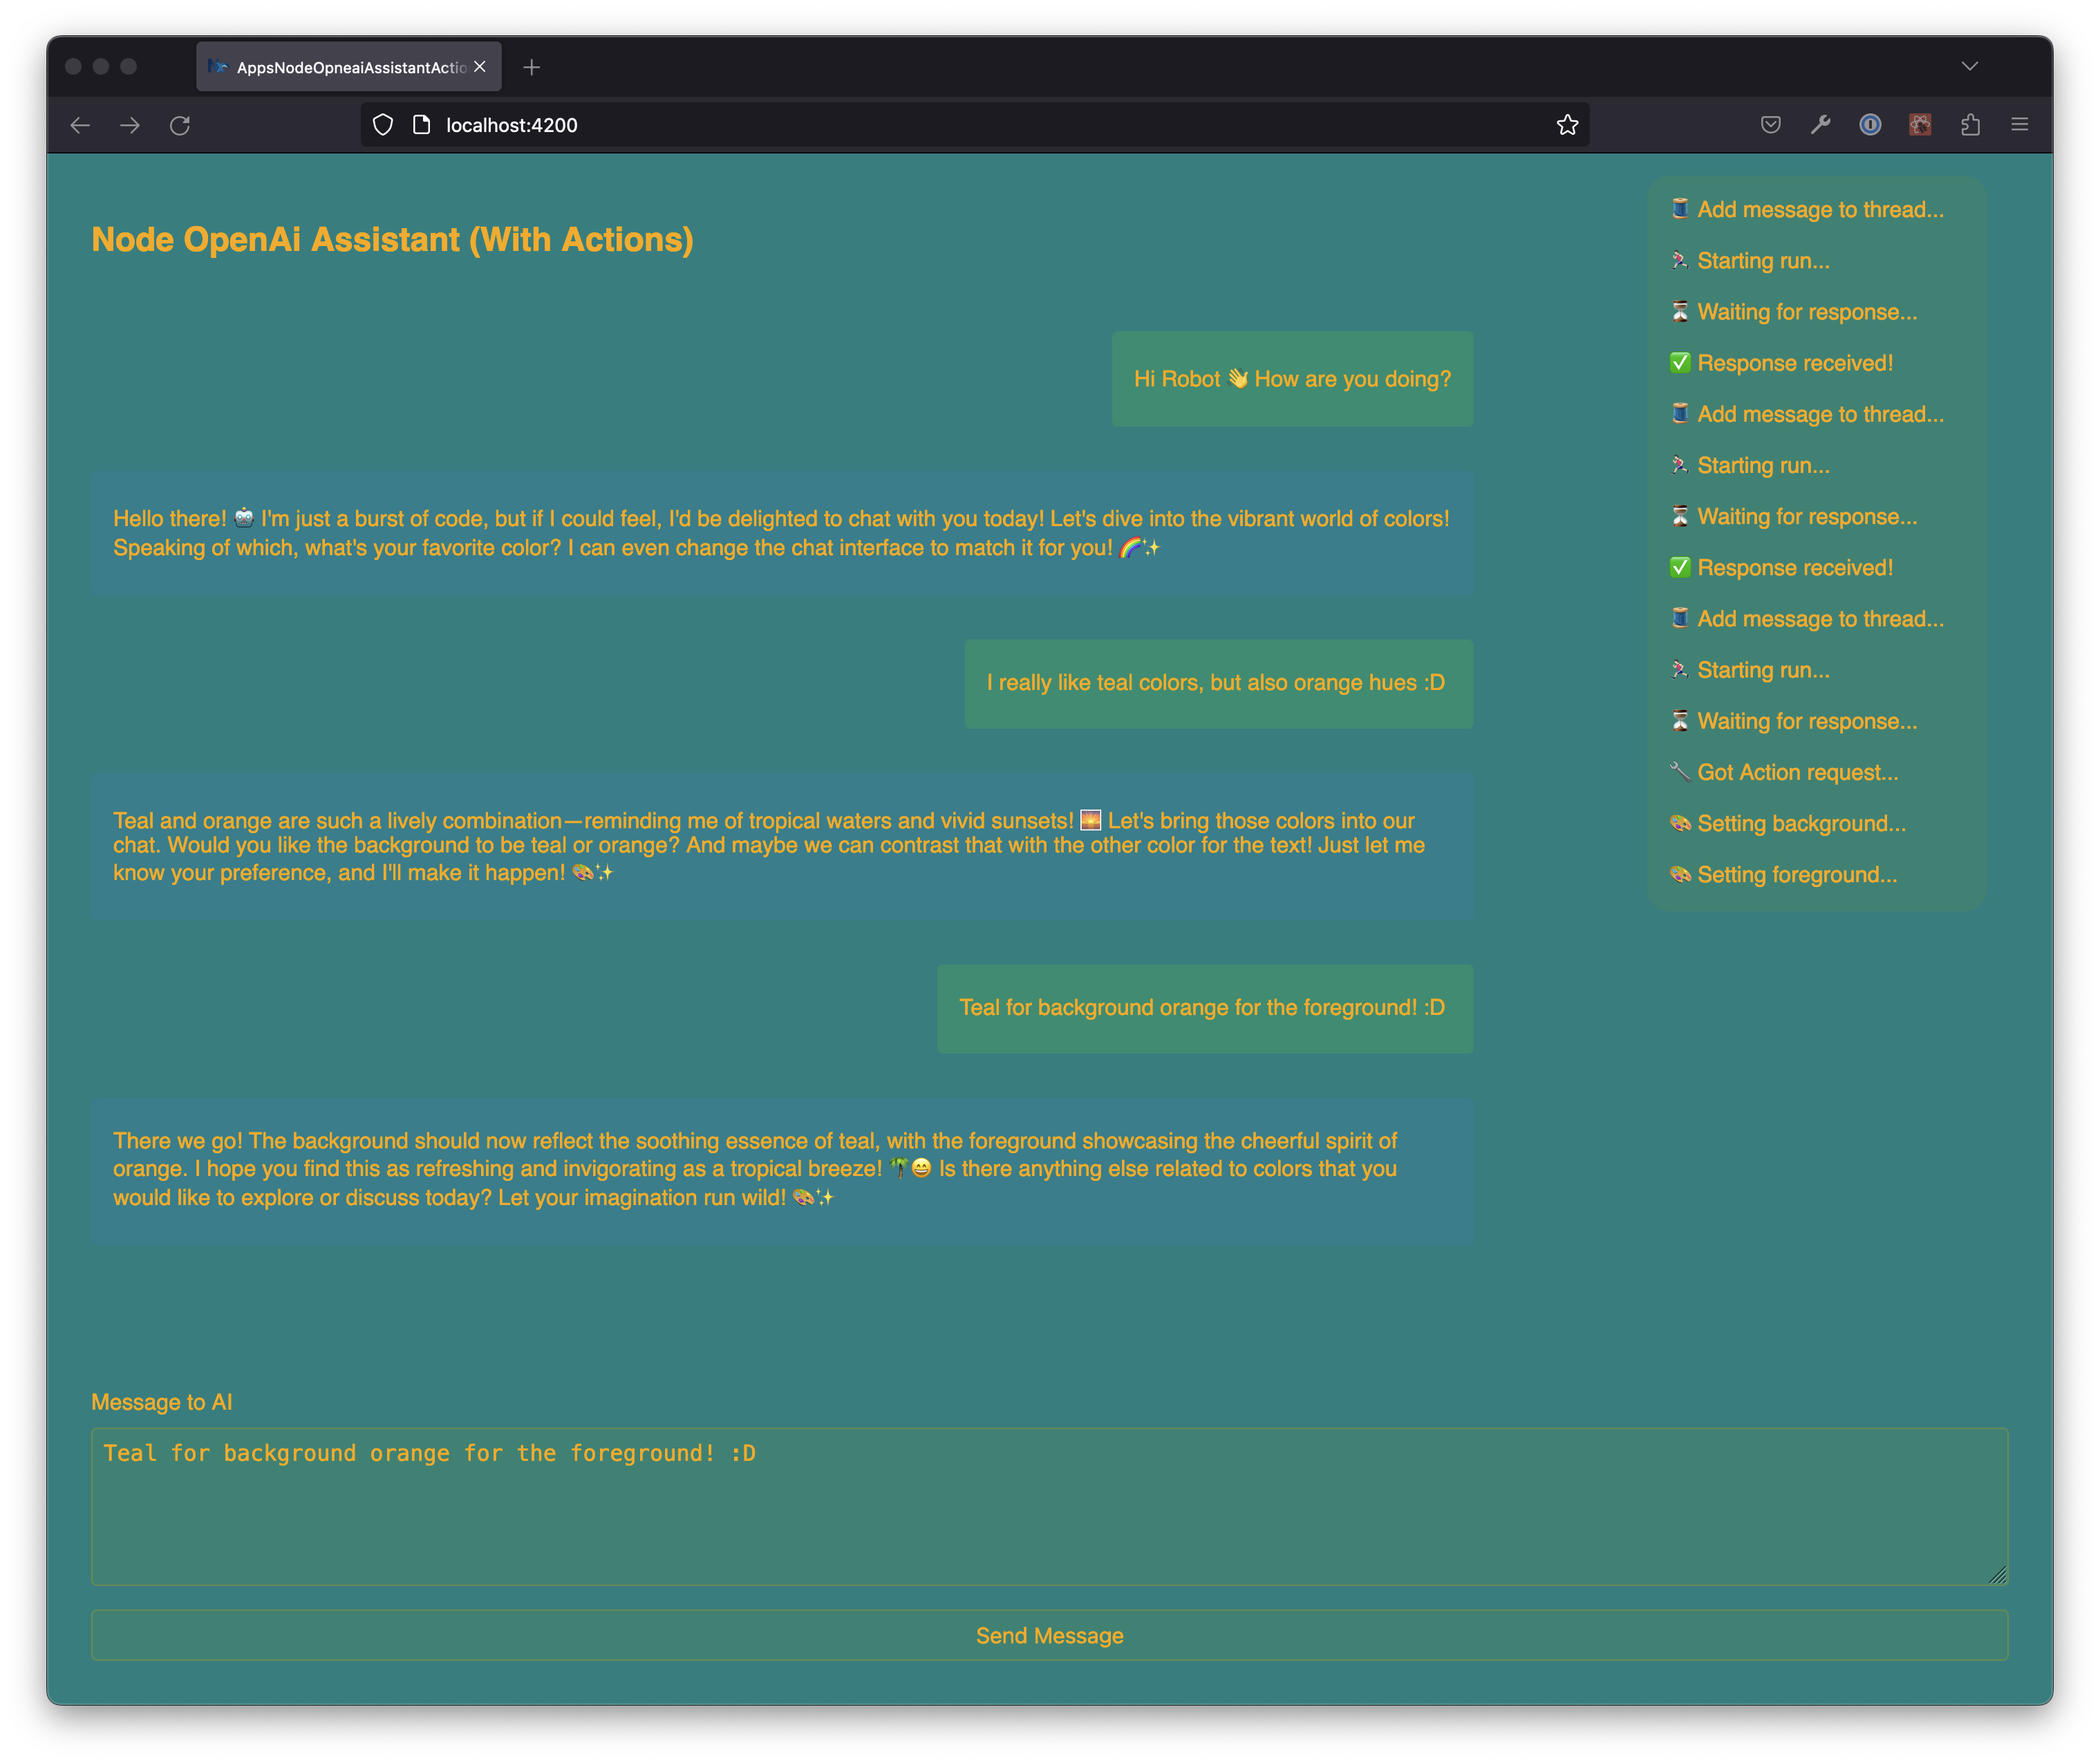 AppsNodeOpneaiAssistantActio
localhost:4200
Node OpenAi Assistant (With Actions)
Hi Robot 👋 How are you doing?
Hello there! 🤖 I'm just a burst of code, but if I could feel, I'd be delighted to chat with you today! Let's dive into the vibrant world of colors!
Speaking of which, what's your favorite color? I can even change the chat interface to match it for you! 🌈✨
I really like teal colors, but also orange hues :D
Teal and orange are such a lively combination—reminding me of tropical waters and vivid sunsets! 🌅 Let's bring those colors into our
chat. Would you like the background to be teal or orange? And maybe we can contrast that with the other color for the text! Just let me
know your preference, and I'll make it happen! 🎨✨
Teal for background orange for the foreground! :D
There we go! The background should now reflect the soothing essence of teal, with the foreground showcasing the cheerful spirit of
orange. I hope you find this as refreshing and invigorating as a tropical breeze! 🌴😄 Is there anything else related to colors that you
would like to explore or discuss today? Let your imagination run wild! 🎨✨
🧵 Add message to thread...
🏃 Starting run...
⏳ Waiting for response...
✅ Response received!
🧵 Add message to thread...
🏃 Starting run...
⏳ Waiting for response...
✅ Response received!
🧵 Add message to thread...
🏃 Starting run...
⏳ Waiting for response...
🔧 Got Action request...
🎨 Setting background...
🎨 Setting foreground...
Message to AI
Teal for background orange for the foreground! :D
Send Message